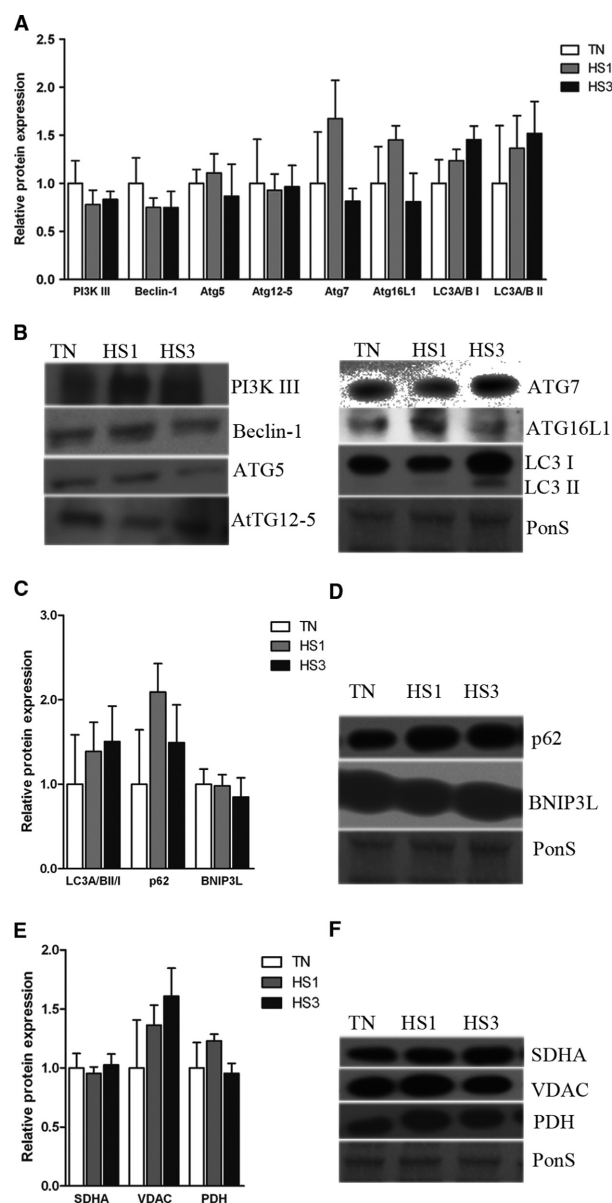 A
2.5
2.0
1.5
1.0
0.5
0.0
Relative protein expression
TN
HS1
HS3
PI3K III Beclin-1 Atg5 Atg12-5 Atg7 Atg16L1 LC3A/B I LC3A/B II
B
TN HS1 HS3
PI3K III
Beclin-1
ATG5
AtTG12-5
TN HS1 HS3
ATG7
ATG16L1
LC3 I
LC3 II
PonS
C
3.0
2.0
1.0
0.0
Relative protein expression
TN
HS1
HS3
LC3A/BII/I p62 BNIP3L
D
TN HS1 HS3
p62
BNIP3L
PonS
E
2.0
1.5
1.0
0.5
0.0
Relative protein expression
TN
HS1
HS3
SDHA VDAC PDH
F
TN HS1 HS3
SDHA
VDAC
PDH
PonS